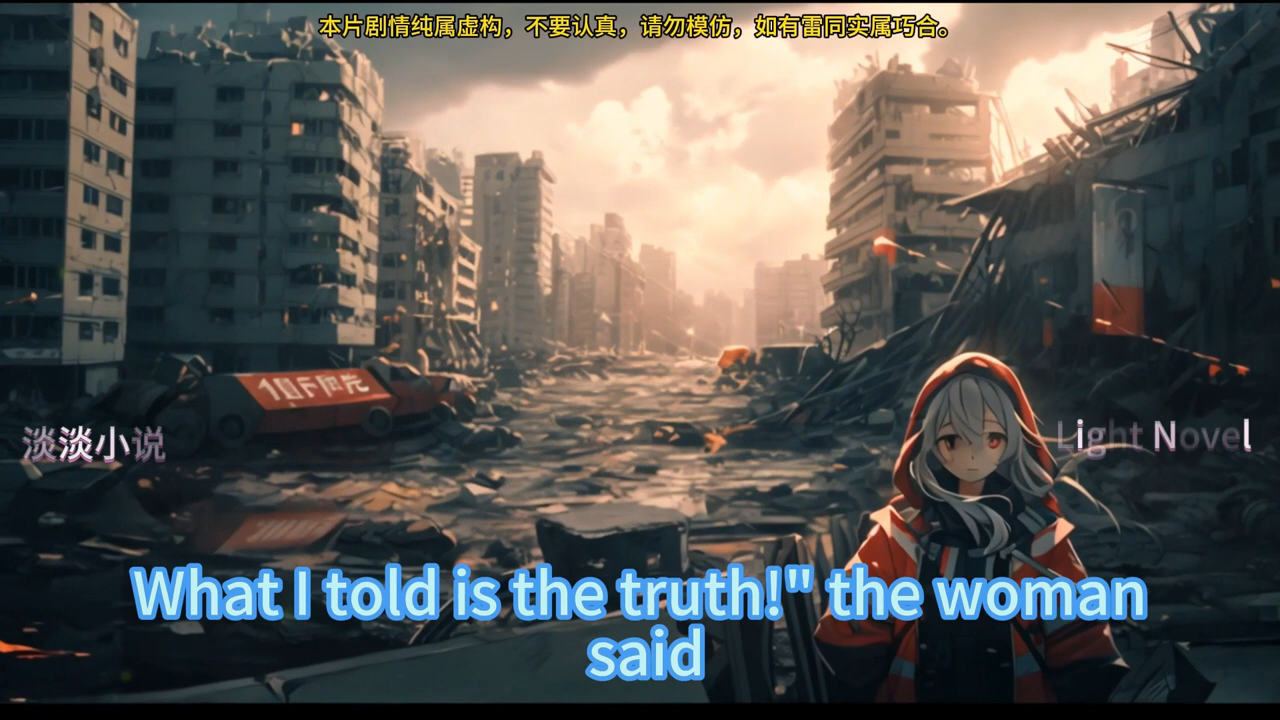 本片剧情纯属虚构，不要认真，请勿模仿，如有雷同实属巧合。
淡淡小说
Light Novel
What I told is the truth!" the woman
said